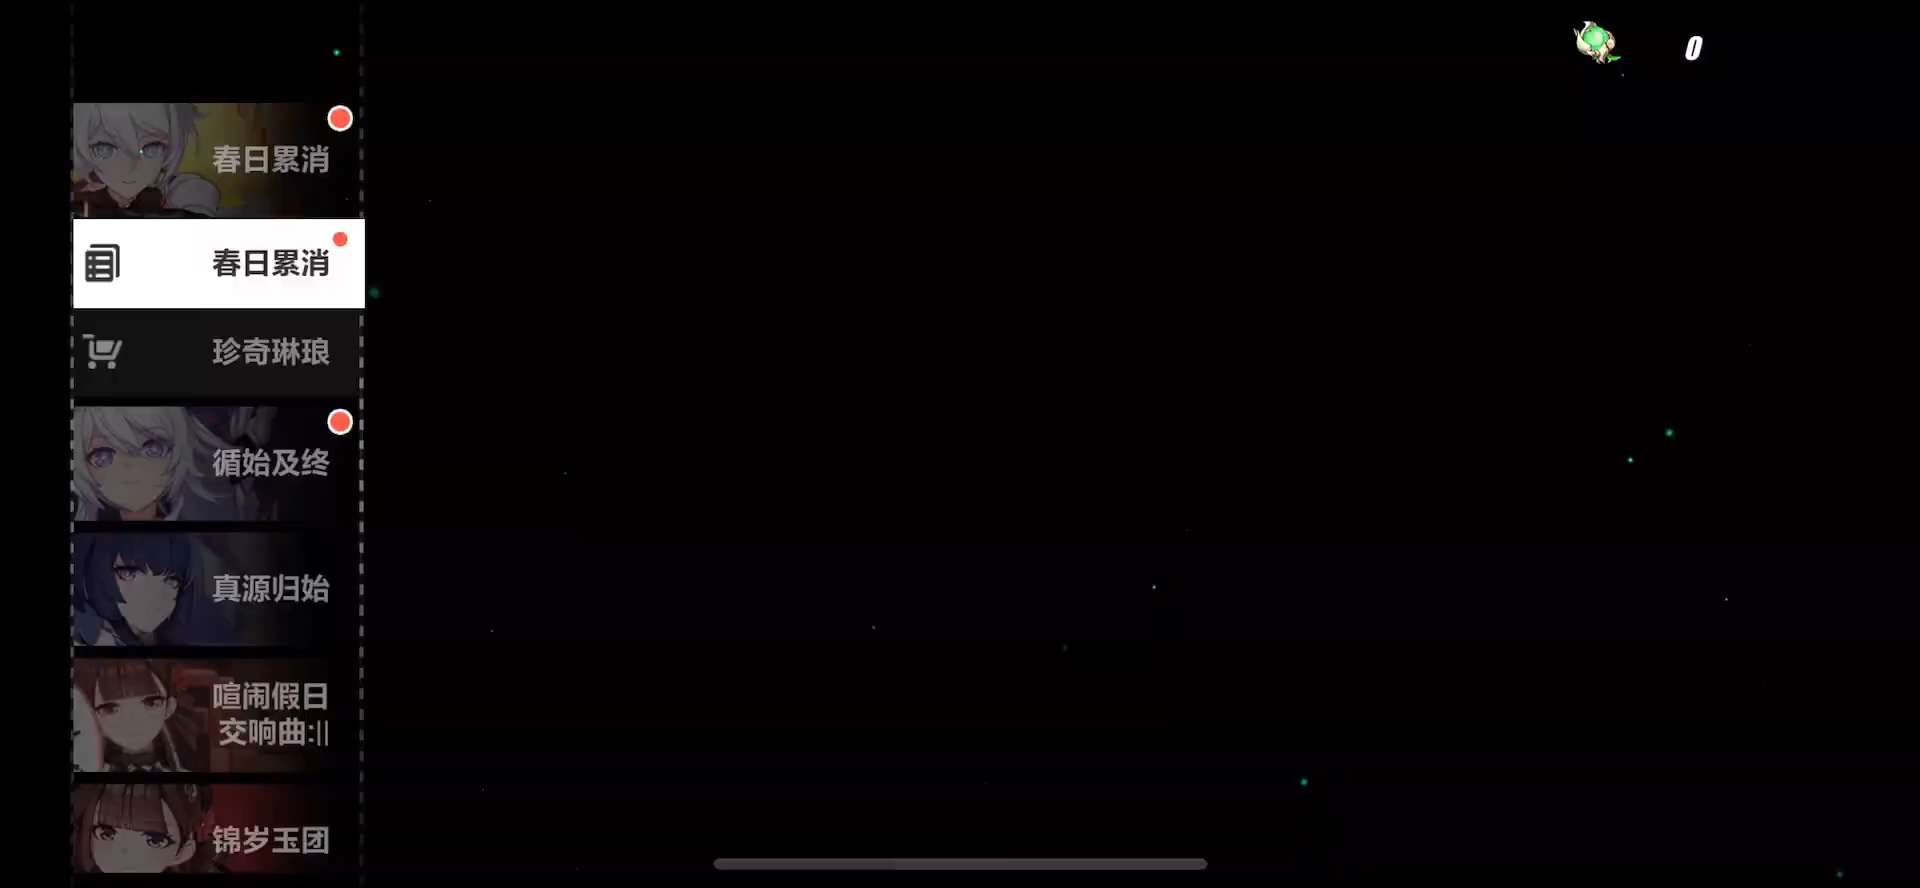 0
春日累消
春日累消
珍奇琳琅
循始及终
真源归始
喧闹假日
交响曲:||
锦岁玉团